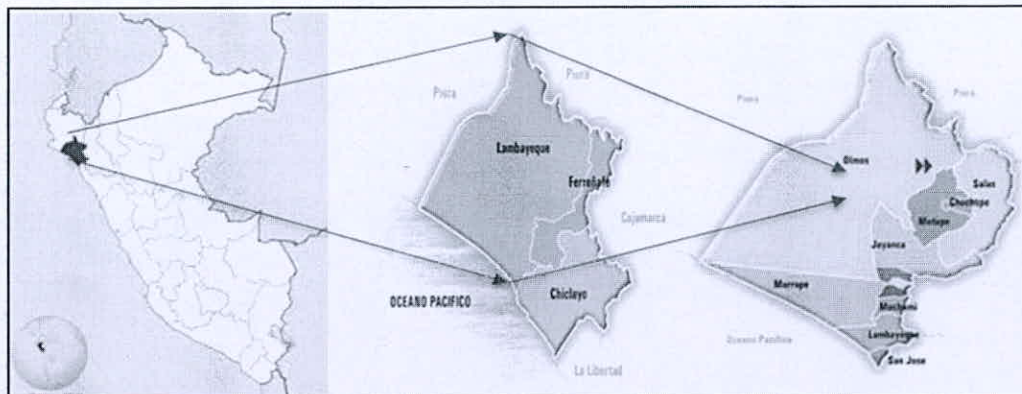 Piura
Piura
Lambayeque
Ferreñafe
Cajamarca
OCEANO PACIFICO
Chiclayo
La Libertad
Piura
Piura
Olmos
Salas
Chochope
Motupe
Jayanca
Morrope
Mochumi
Lambayeque
Oceano Pacifico
San Jose